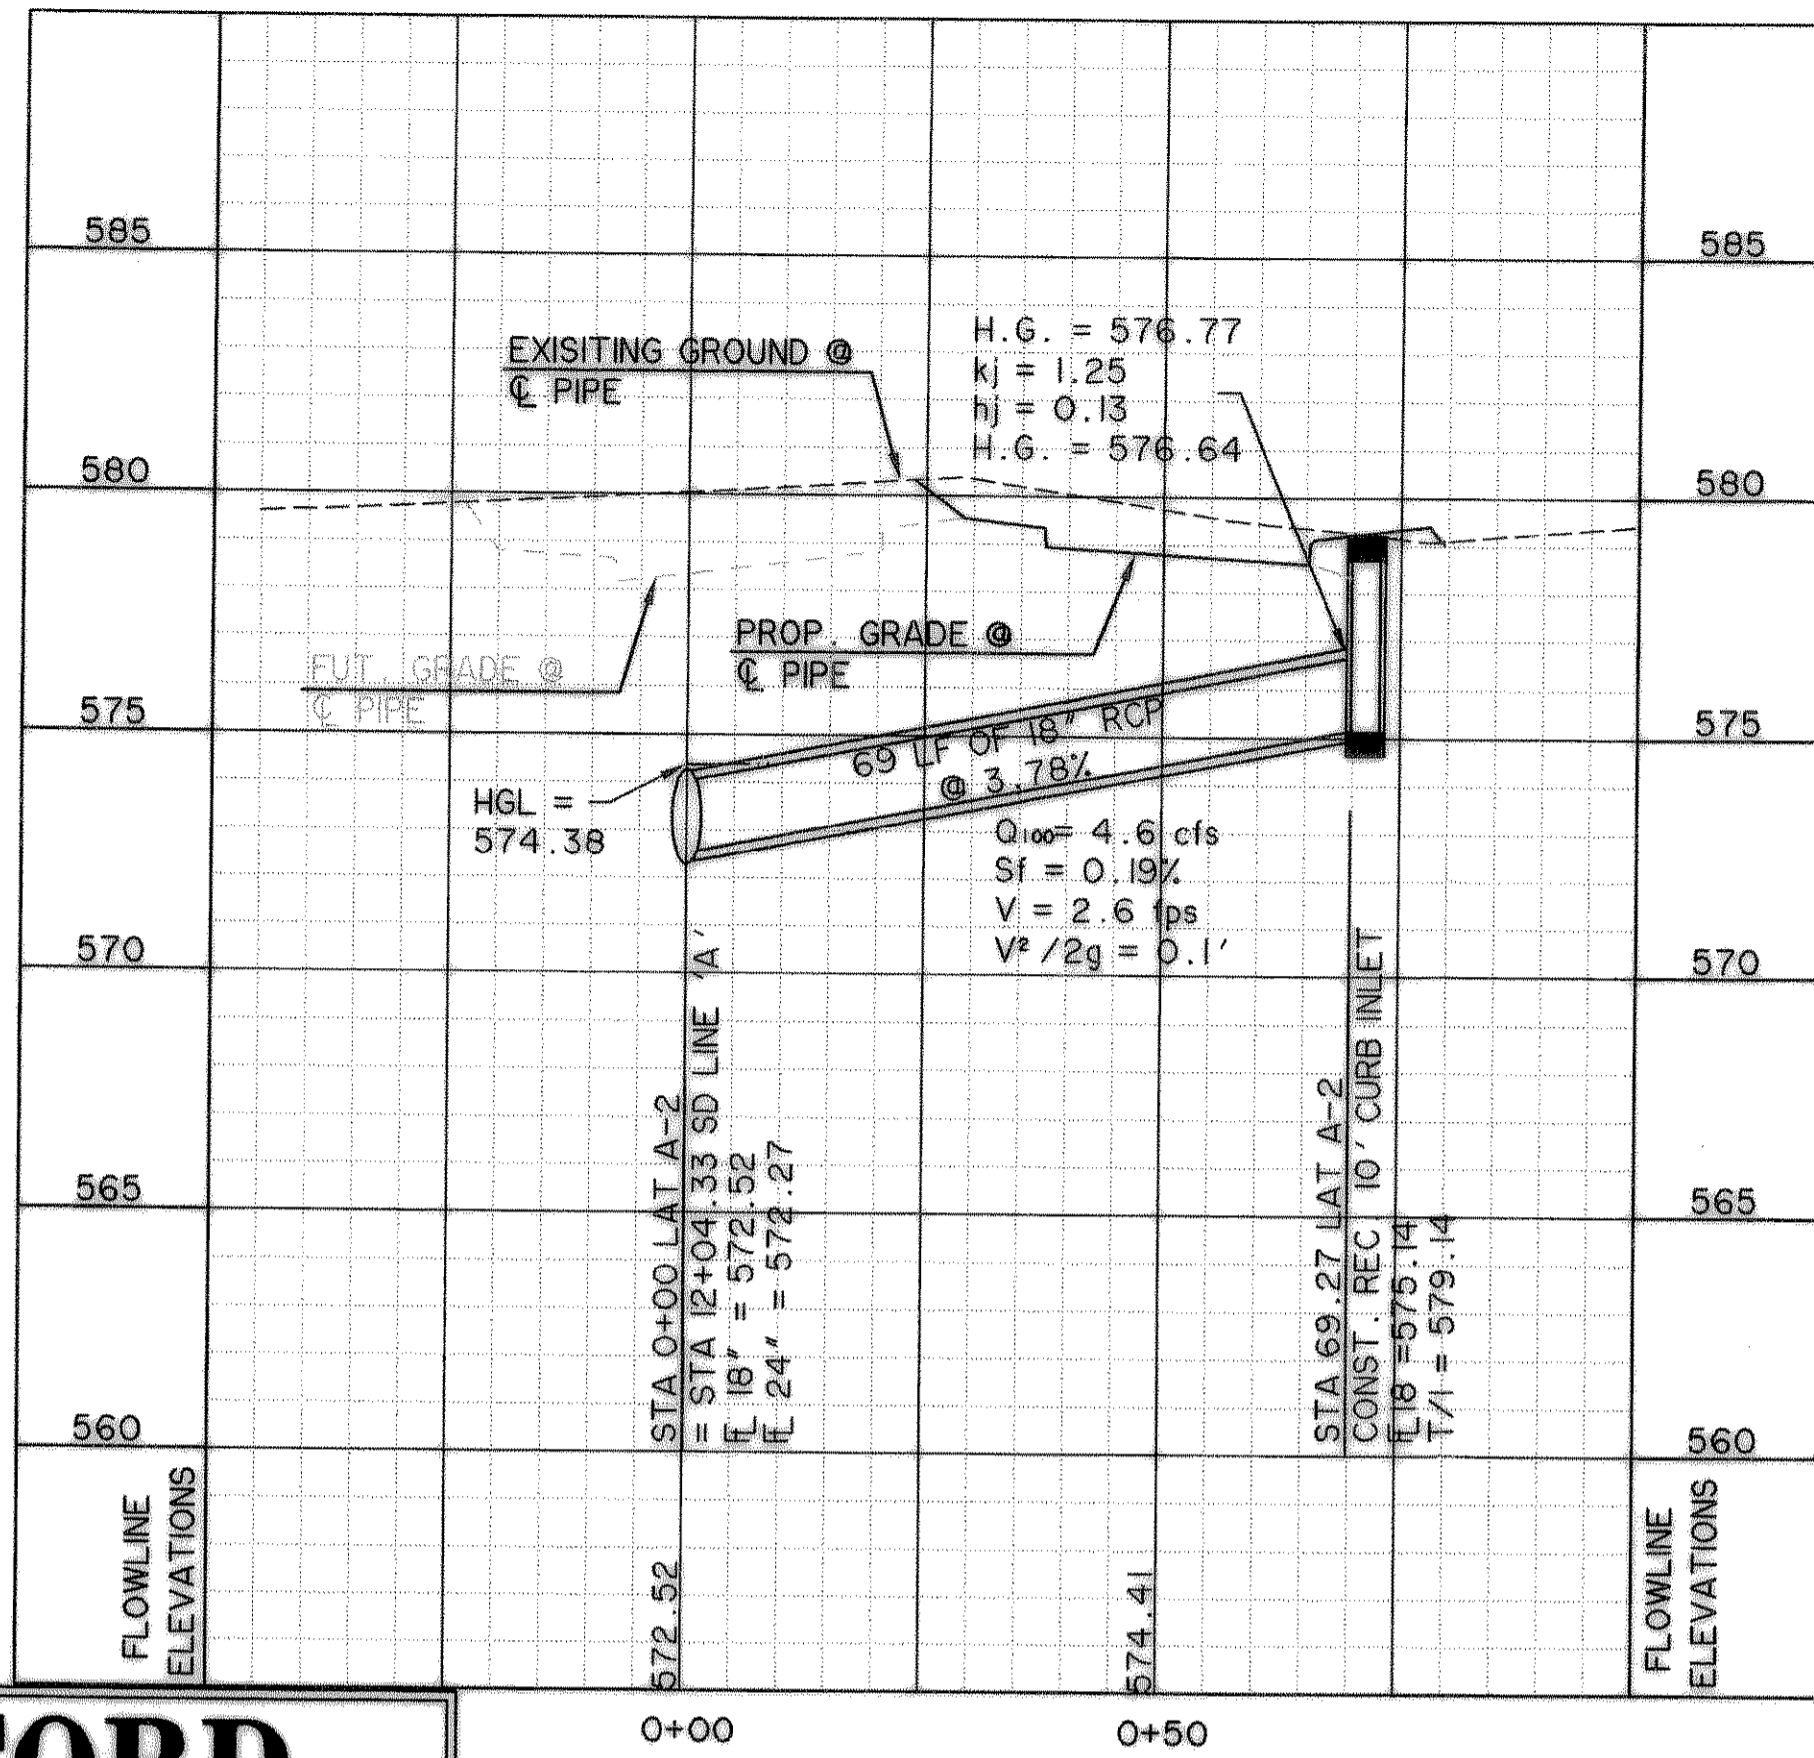 585
585
EXISITING GROUND @
℄ PIPE
H.G. = 576.77
kj = 1.25
hj = 0.13
H.G. = 576.64
580
580
PROP. GRADE @
℄ PIPE
FUT. GRADE @
℄ PIPE
575
575
69 LF OF 18" RCP
@ 3.78%
HGL =
574.38
Q100= 4.6 cfs
Sf = 0.19%
V = 2.6 fps
V² /2g = 0.1'
570
570
STA 0+00 LAT A-2
= STA 12+04.33 SD LINE 'A'
FL 18" = 572.52
FL 24" = 572.27
STA 69.27 LAT A-2
CONST. REC. 10' CURB INLET
FL 18"=575.14
T/I = 579.14
565
565
560
560
FLOWLINE
ELEVATIONS
572.52
574.41
FLOWLINE
ELEVATIONS
0+00
0+50